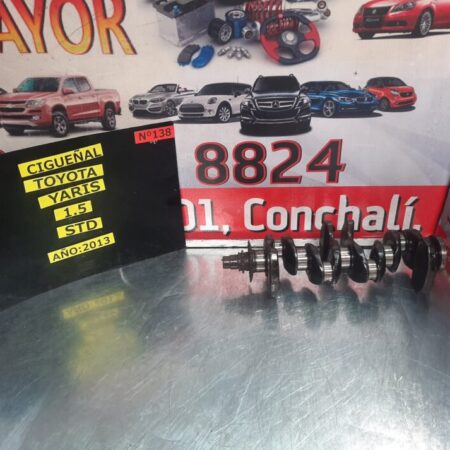 AYOR
Nº138
CIGUEÑAL
TOYOTA
YARIS
1,5
STD
AÑO:2013
8824
01, Conchalí